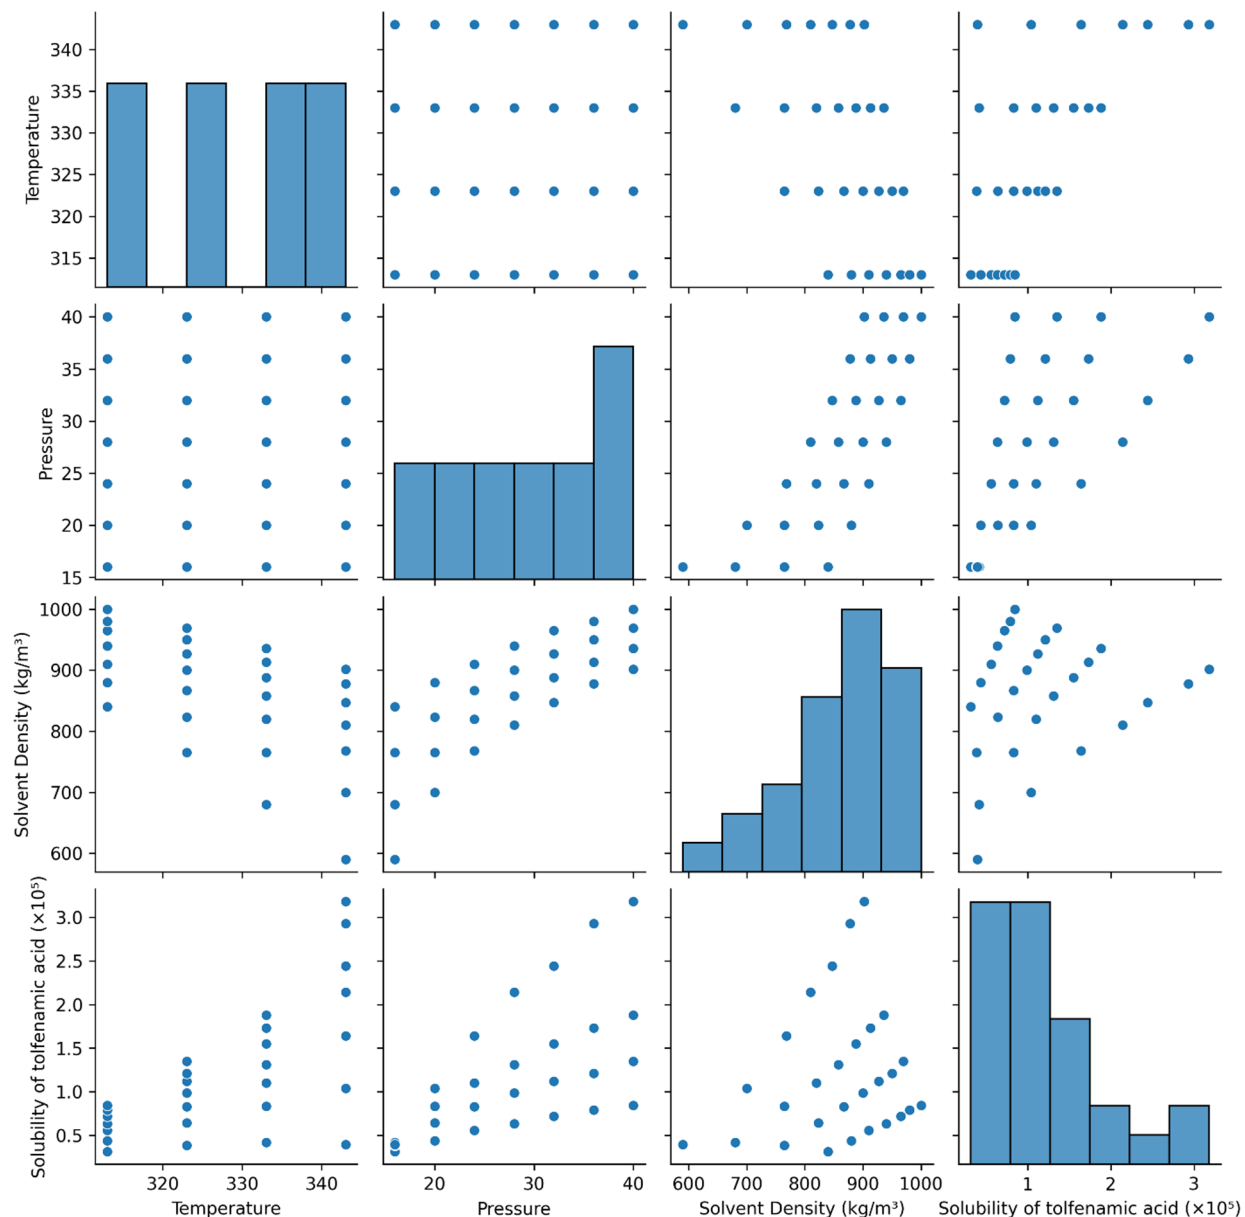 Temperature
340
335
330
325
320
315
Pressure
40
35
30
25
20
15
Solvent Density (kg/m³)
1000
900
800
700
600
Solubility of tolfenamic acid (×10⁵)
3.0
2.5
2.0
1.5
1.0
0.5
320 330 340
20 30 40
600 700 800 900 1000
1 2 3
Temperature
Pressure
Solvent Density (kg/m³)
Solubility of tolfenamic acid (×10⁵)